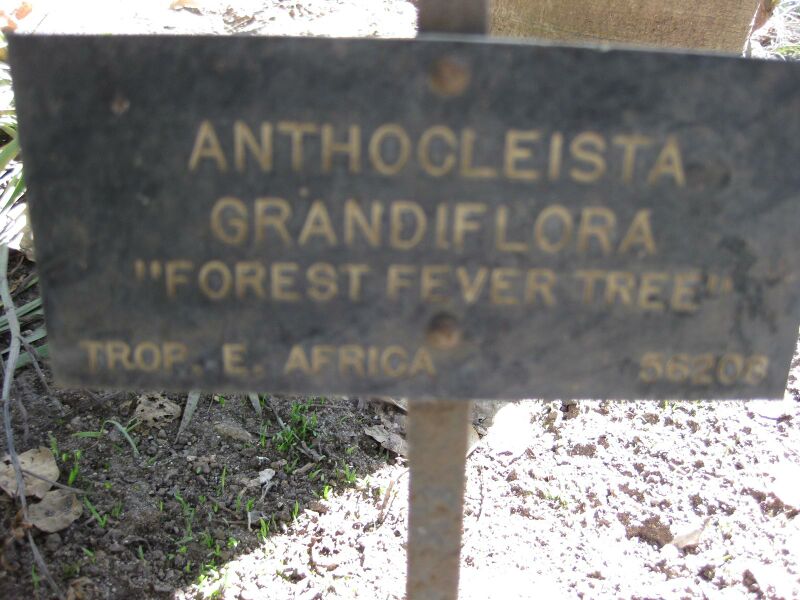 ANTHOCLEISTA
GRANDIFLORA
"FOREST FEVER TREE"
TROP. E. AFRICA 56208